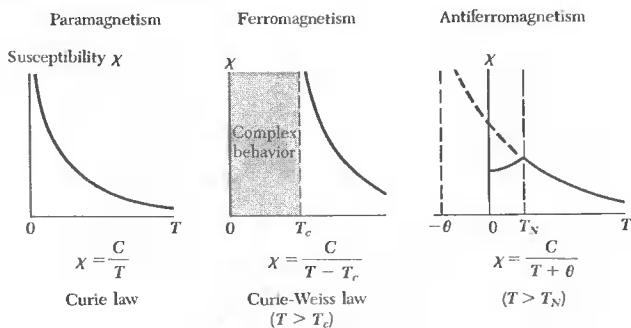 Paramagnetism
Susceptibility χ
0
T
χ = C/T
Curie law
Ferromagnetism
χ
Complex
behavior
0
T_c
T
χ = C/(T − T_c)
Curie-Weiss law
(T > T_c)
Antiferromagnetism
χ
−θ
0
T_N
T
χ = C/(T + θ)
(T > T_N)